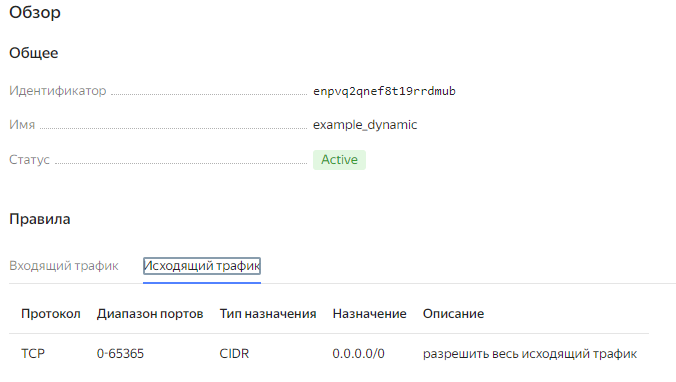 Обзор
Общее
Идентификатор enpvq2qnef8t19rrdmub
Имя example_dynamic
Статус Active
Правила
Входящий трафик Исходящий трафик
Протокол Диапазон портов Тип назначения Назначение Описание
TCP 0-65365 CIDR 0.0.0.0/0 разрешить весь исходящий трафик